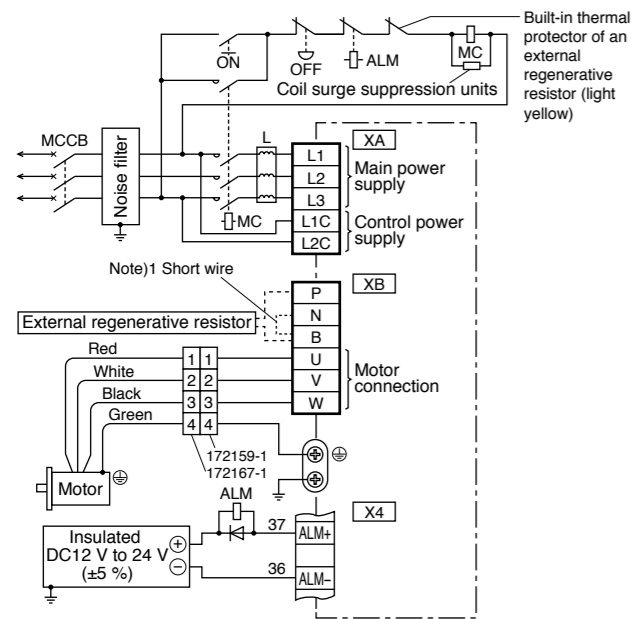 Built-in thermal
protector of an
external
regenerative
resistor (light
yellow)
ON
OFF
ALM
MC
Coil surge suppression units
MCCB
Noise filter
L
MC
XA
L1
L2
L3
L1C
L2C
Main power
supply
Control power
supply
Note)1 Short wire
XB
External regenerative resistor
P
N
B
U
V
W
Motor
connection
Red
White
Black
Green
1 1
2 2
3 3
4 4
172159-1
172167-1
Motor
ALM
X4
Insulated
DC12 V to 24 V
(±5 %)
+
−
37
ALM+
36
ALM−